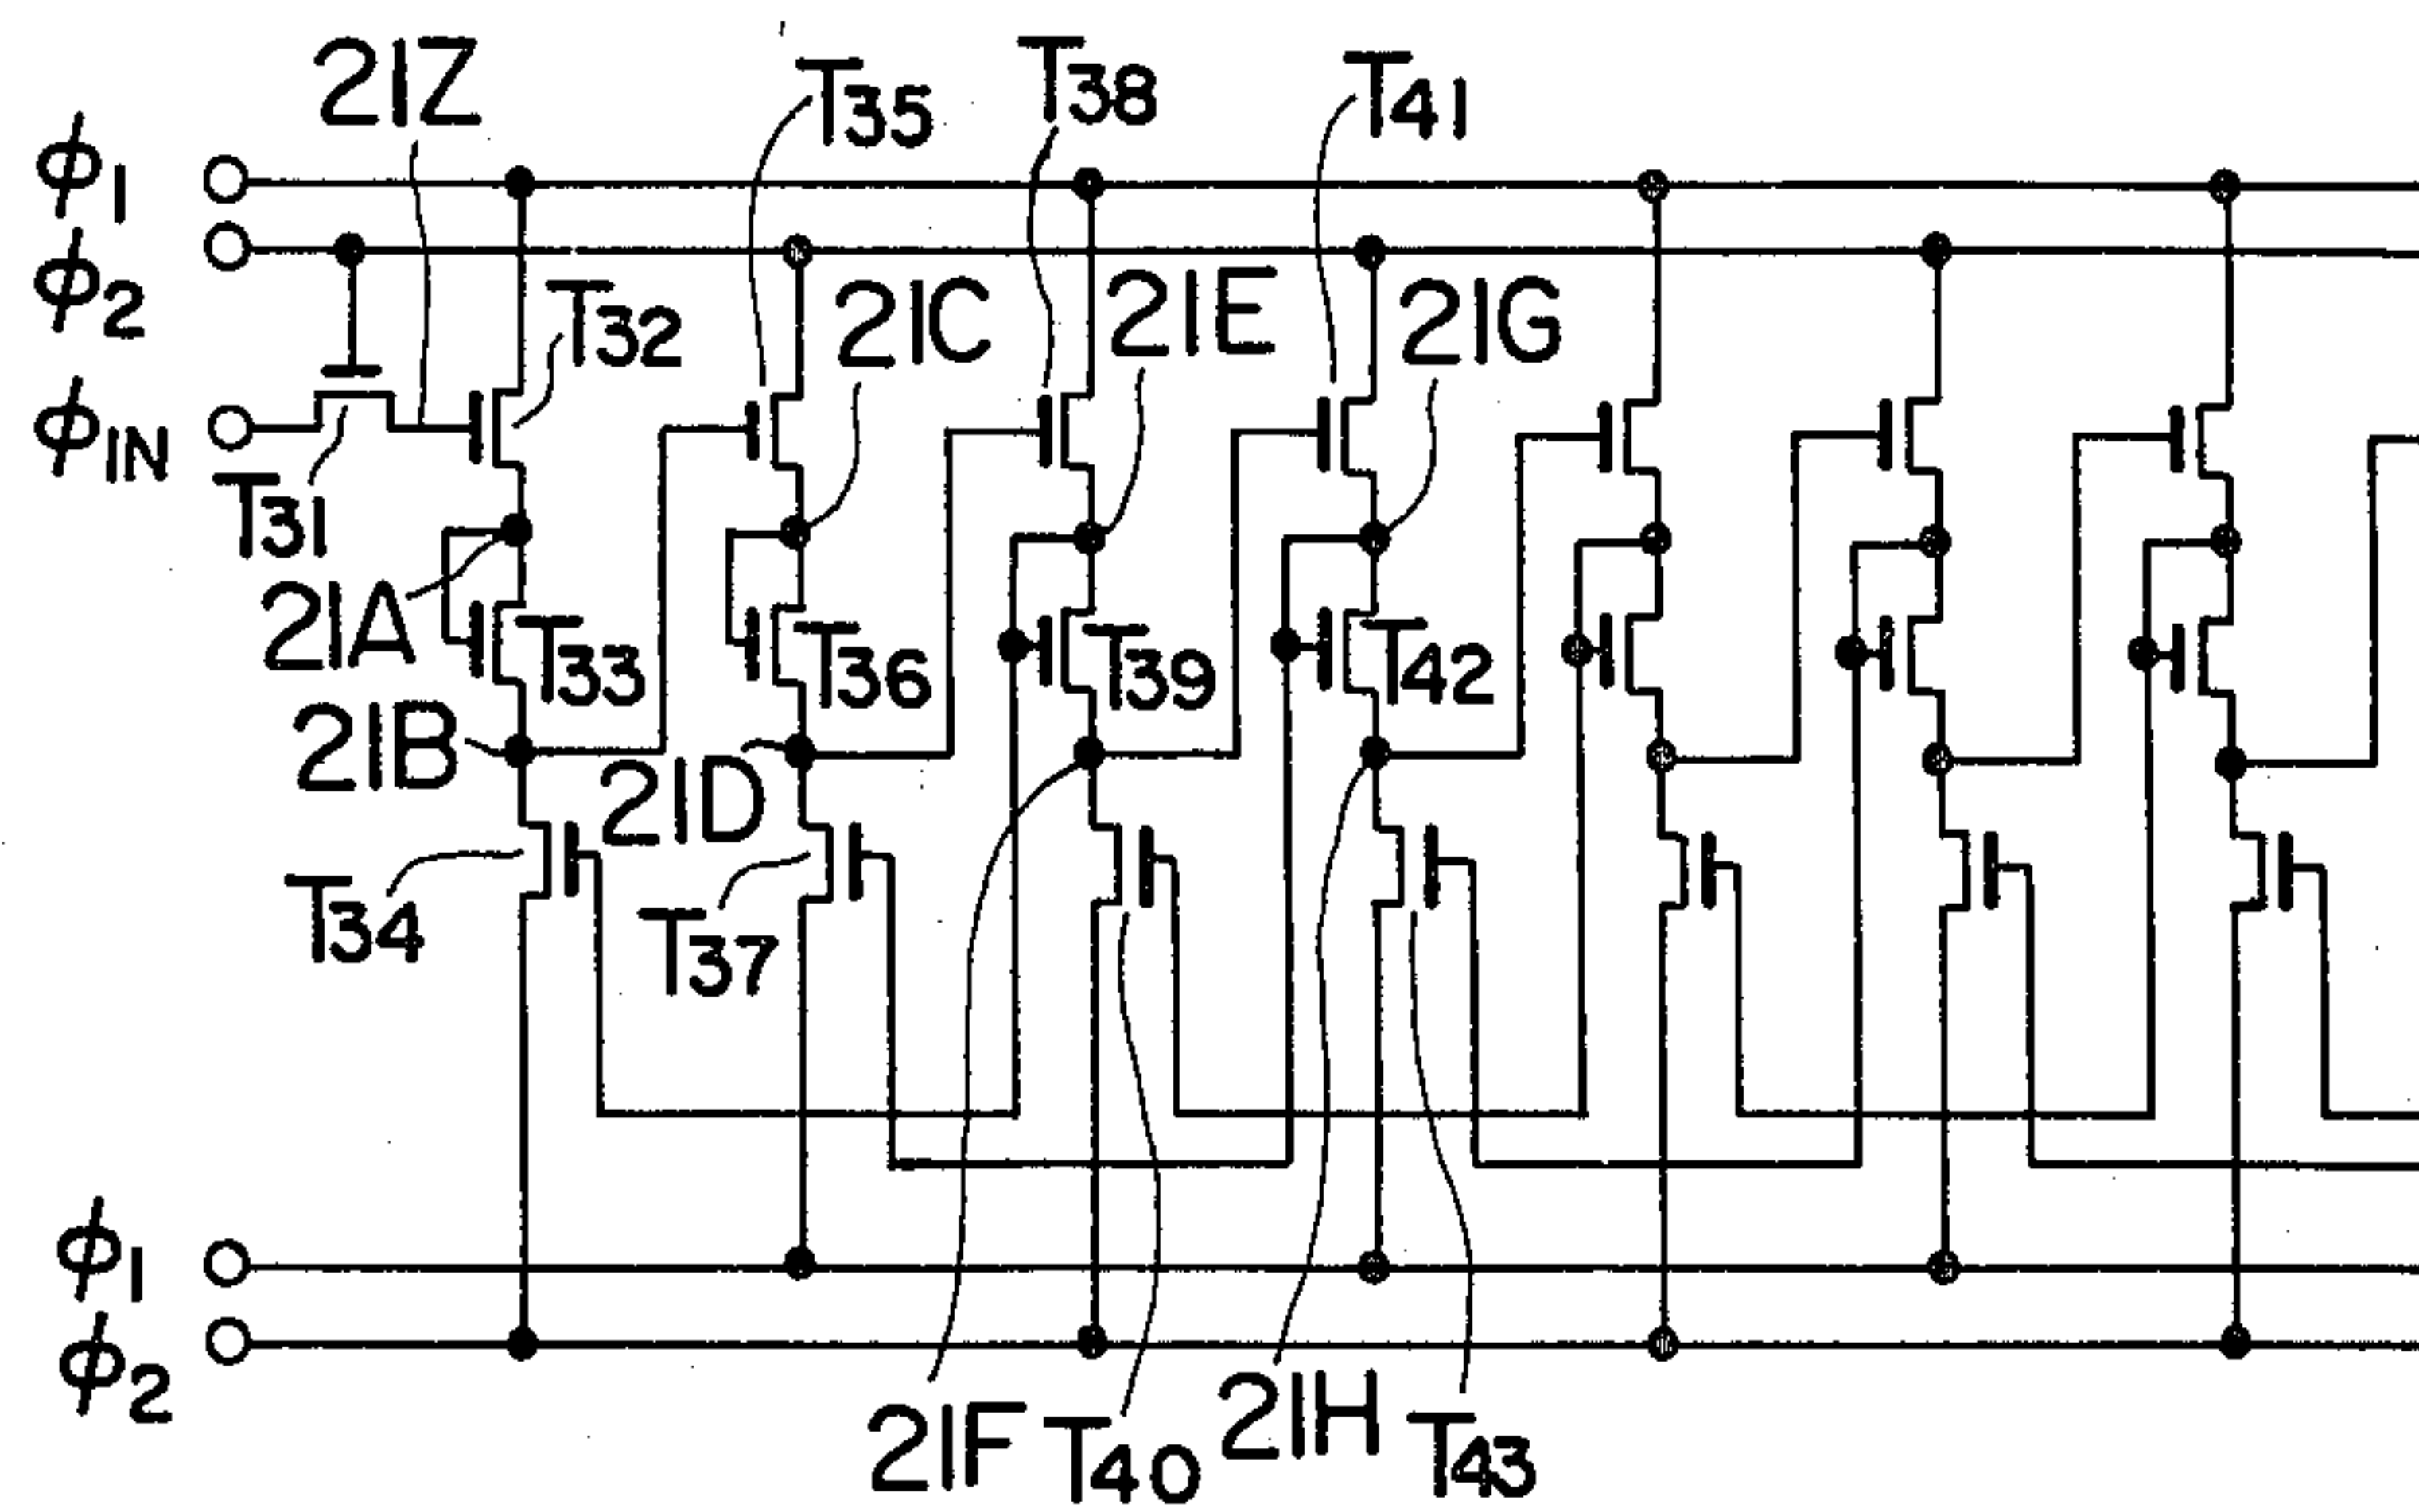 21Z
T35
T38
T41
ϕ1
ϕ2
T32
21C
21E
21G
ϕIN
T31
21A
T33
T36
T39
T42
21B
21D
T34
T37
ϕ1
ϕ2
21F
T40
21H
T43